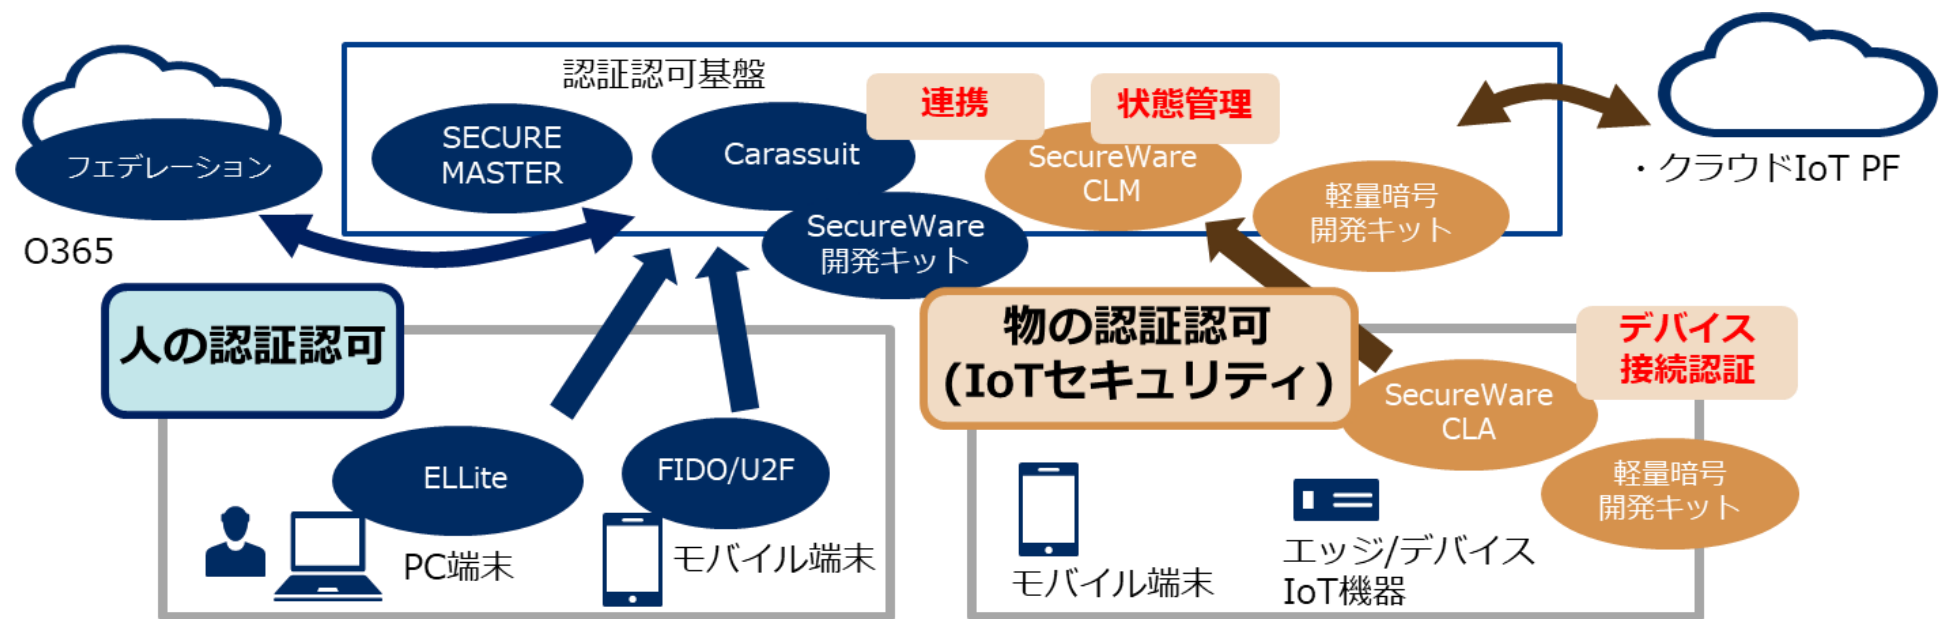 認証認可基盤
連携
状態管理
SECURE
MASTER
Carassuit
SecureWare
CLM
フェデレーション
軽量暗号
開発キット
・クラウドIoT PF
SecureWare
開発キット
O365
人の認証認可
物の認証認可
(IoTセキュリティ)
デバイス
接続認証
SecureWare
CLA
ELLite
FIDO/U2F
軽量暗号
開発キット
PC端末
モバイル端末
モバイル端末
エッジ/デバイス
IoT機器